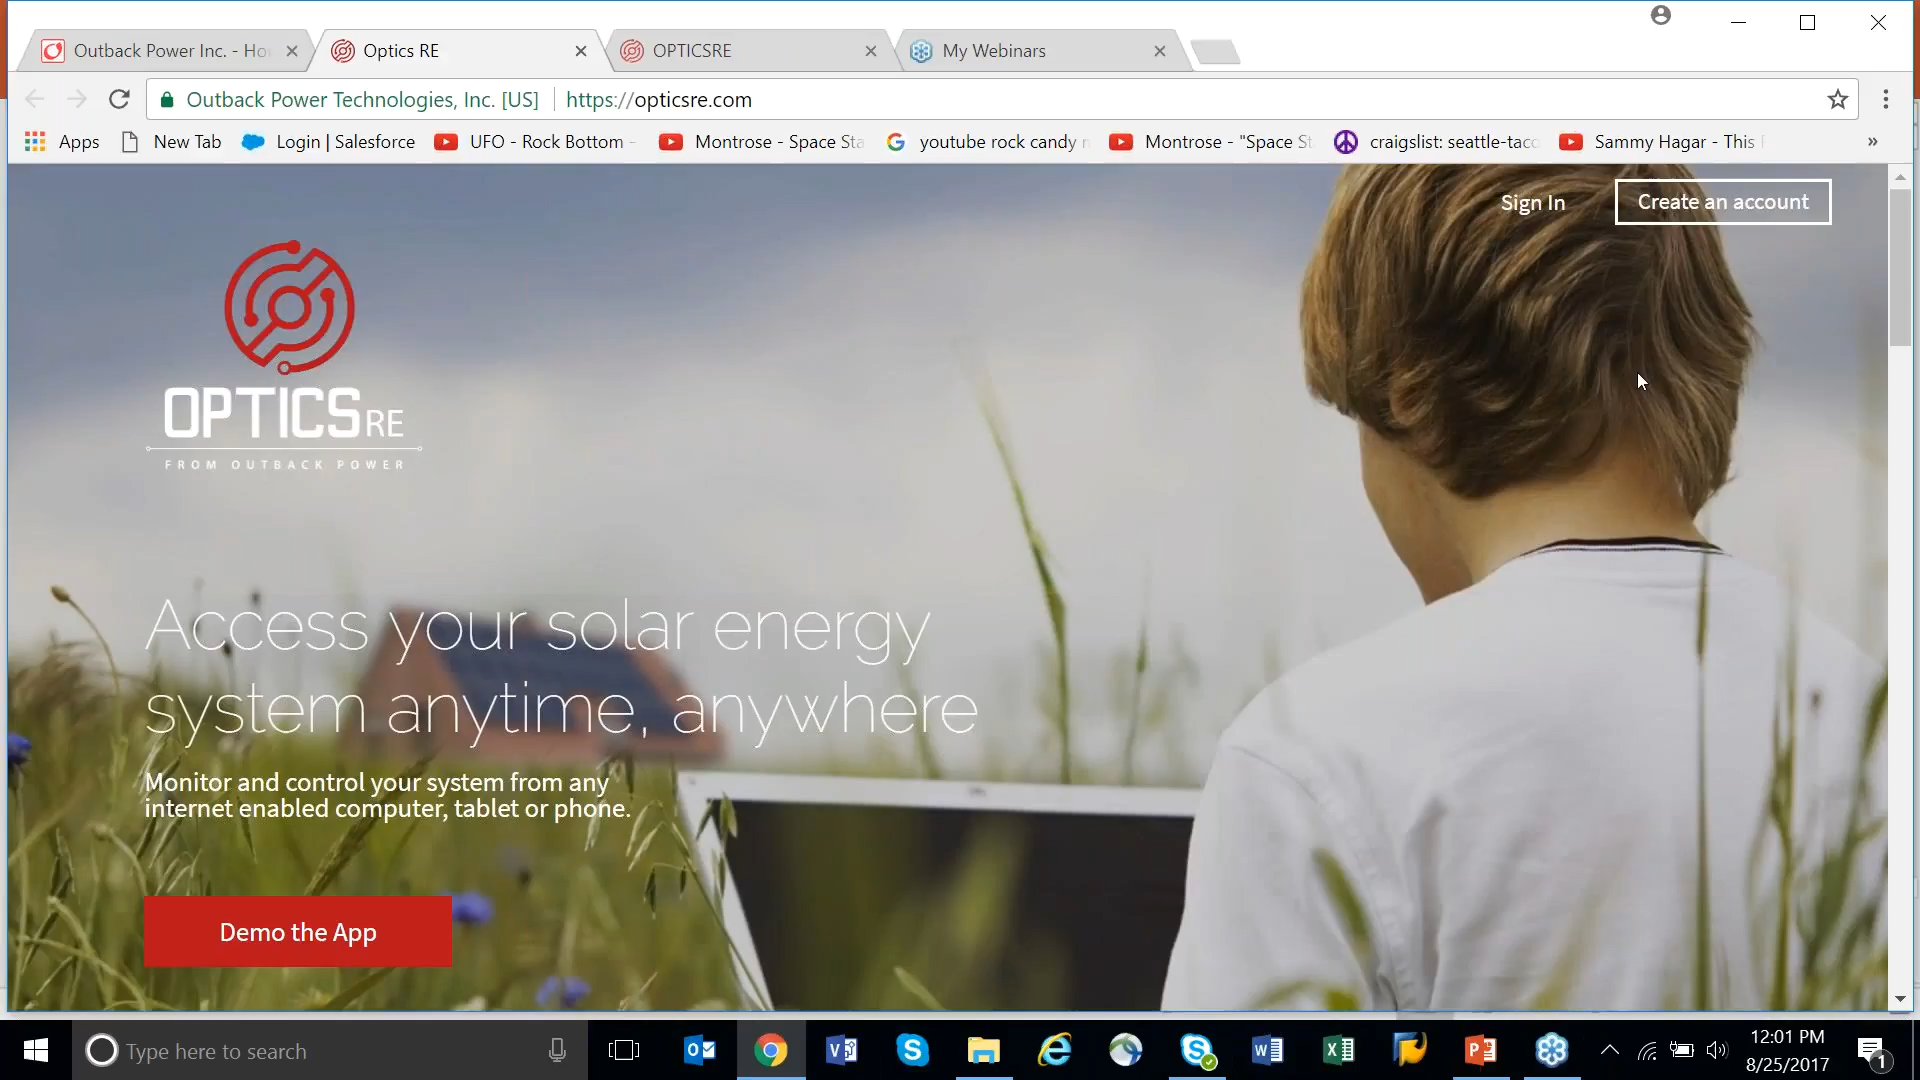 Outback Power Inc. - Ho
Optics RE
OPTICSRE
My Webinars
Outback Power Technologies, Inc. [US]
https://opticsre.com
Apps
New Tab
Login | Salesforce
UFO - Rock Bottom -
Montrose - Space Sta
youtube rock candy
Montrose - "Space St
craigslist: seattle-taco
Sammy Hagar - This
»
Sign In
Create an account
OPTICS RE
FROM OUTBACK POWER
Access your solar energy
system anytime, anywhere
Monitor and control your system from any
internet enabled computer, tablet or phone.
Demo the App
Type here to search
12:01 PM
8/25/2017
1